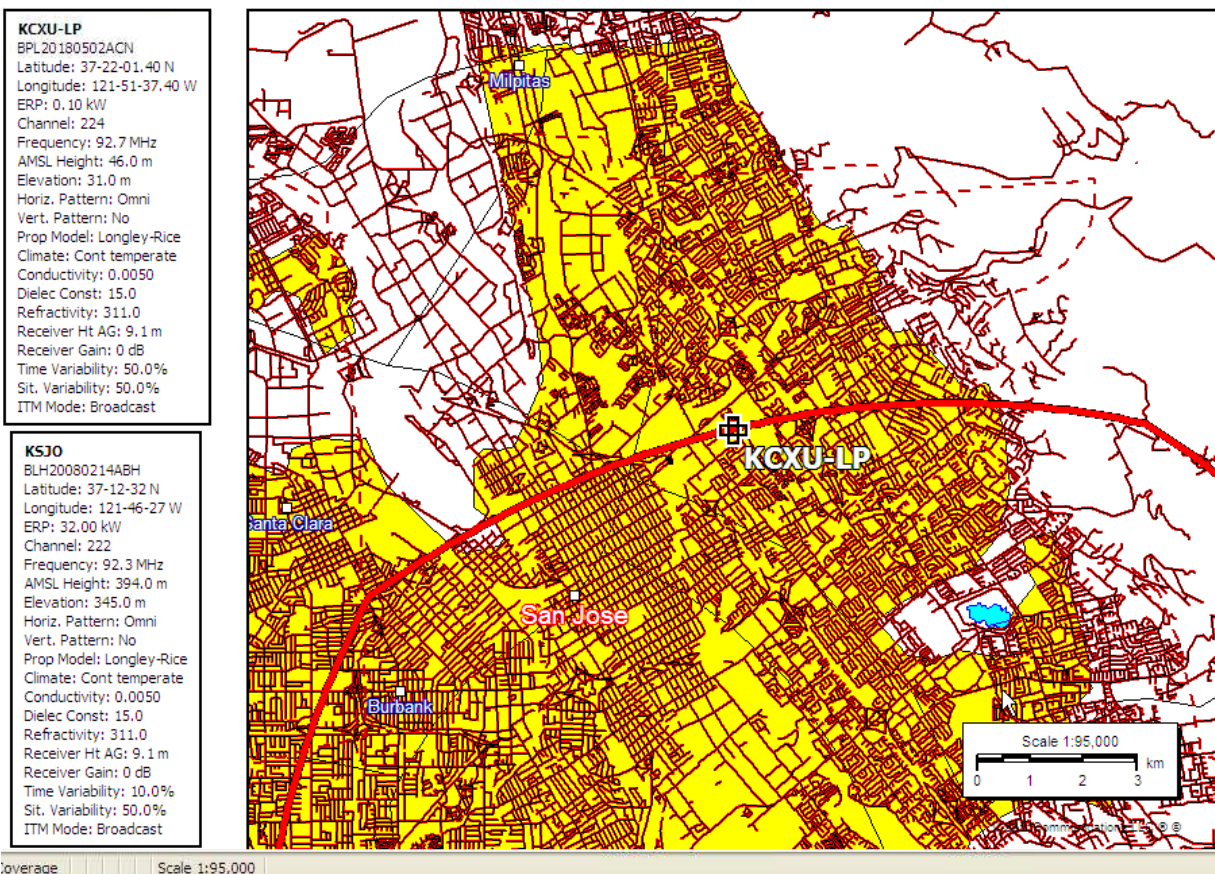 KCXU-LP
BPL20180502ACN
Latitude: 37-22-01.40 N
Longitude: 121-51-37.40 W
ERP: 0.10 kW
Channel: 224
Frequency: 92.7 MHz
AMSL Height: 46.0 m
Elevation: 31.0 m
Horiz. Pattern: Omni
Vert. Pattern: No
Prop Model: Longley-Rice
Climate: Cont temperate
Conductivity: 0.0050
Dielec Const: 15.0
Refractivity: 311.0
Receiver Ht AG: 9.1 m
Receiver Gain: 0 dB
Time Variability: 50.0%
Sit. Variability: 50.0%
ITM Mode: Broadcast
KSJO
BLH20080214ABH
Latitude: 37-12-32 N
Longitude: 121-46-27 W
ERP: 32.00 kW
Channel: 222
Frequency: 92.3 MHz
AMSL Height: 394.0 m
Elevation: 345.0 m
Horiz. Pattern: Omni
Vert. Pattern: No
Prop Model: Longley-Rice
Climate: Cont temperate
Conductivity: 0.0050
Dielec Const: 15.0
Refractivity: 311.0
Receiver Ht AG: 9.1 m
Receiver Gain: 0 dB
Time Variability: 10.0%
Sit. Variability: 50.0%
ITM Mode: Broadcast
Milpitas
KCXU-LP
Santa Clara
San Jose
Burbank
Scale 1:95,000
km
0 1 2 3
overage
Scale 1:95,000